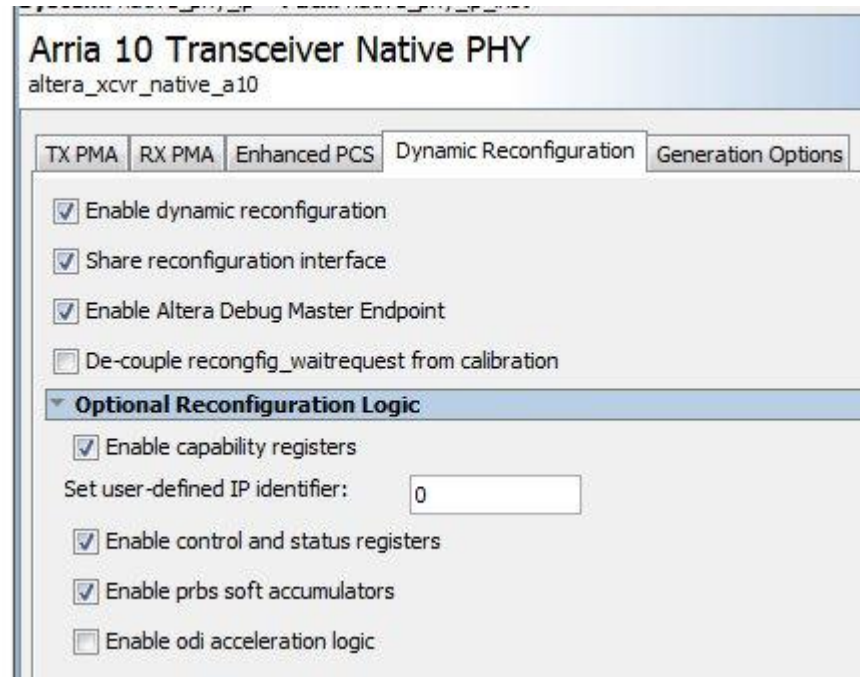 Arria 10 Transceiver Native PHY
altera_xcvr_native_a10
TX PMA RX PMA Enhanced PCS Dynamic Reconfiguration Generation Options
Enable dynamic reconfiguration
Share reconfiguration interface
Enable Altera Debug Master Endpoint
De-couple recongfig_waitrequest from calibration
Optional Reconfiguration Logic
Enable capability registers
Set user-defined IP identifier: 0
Enable control and status registers
Enable prbs soft accumulators
Enable odi acceleration logic